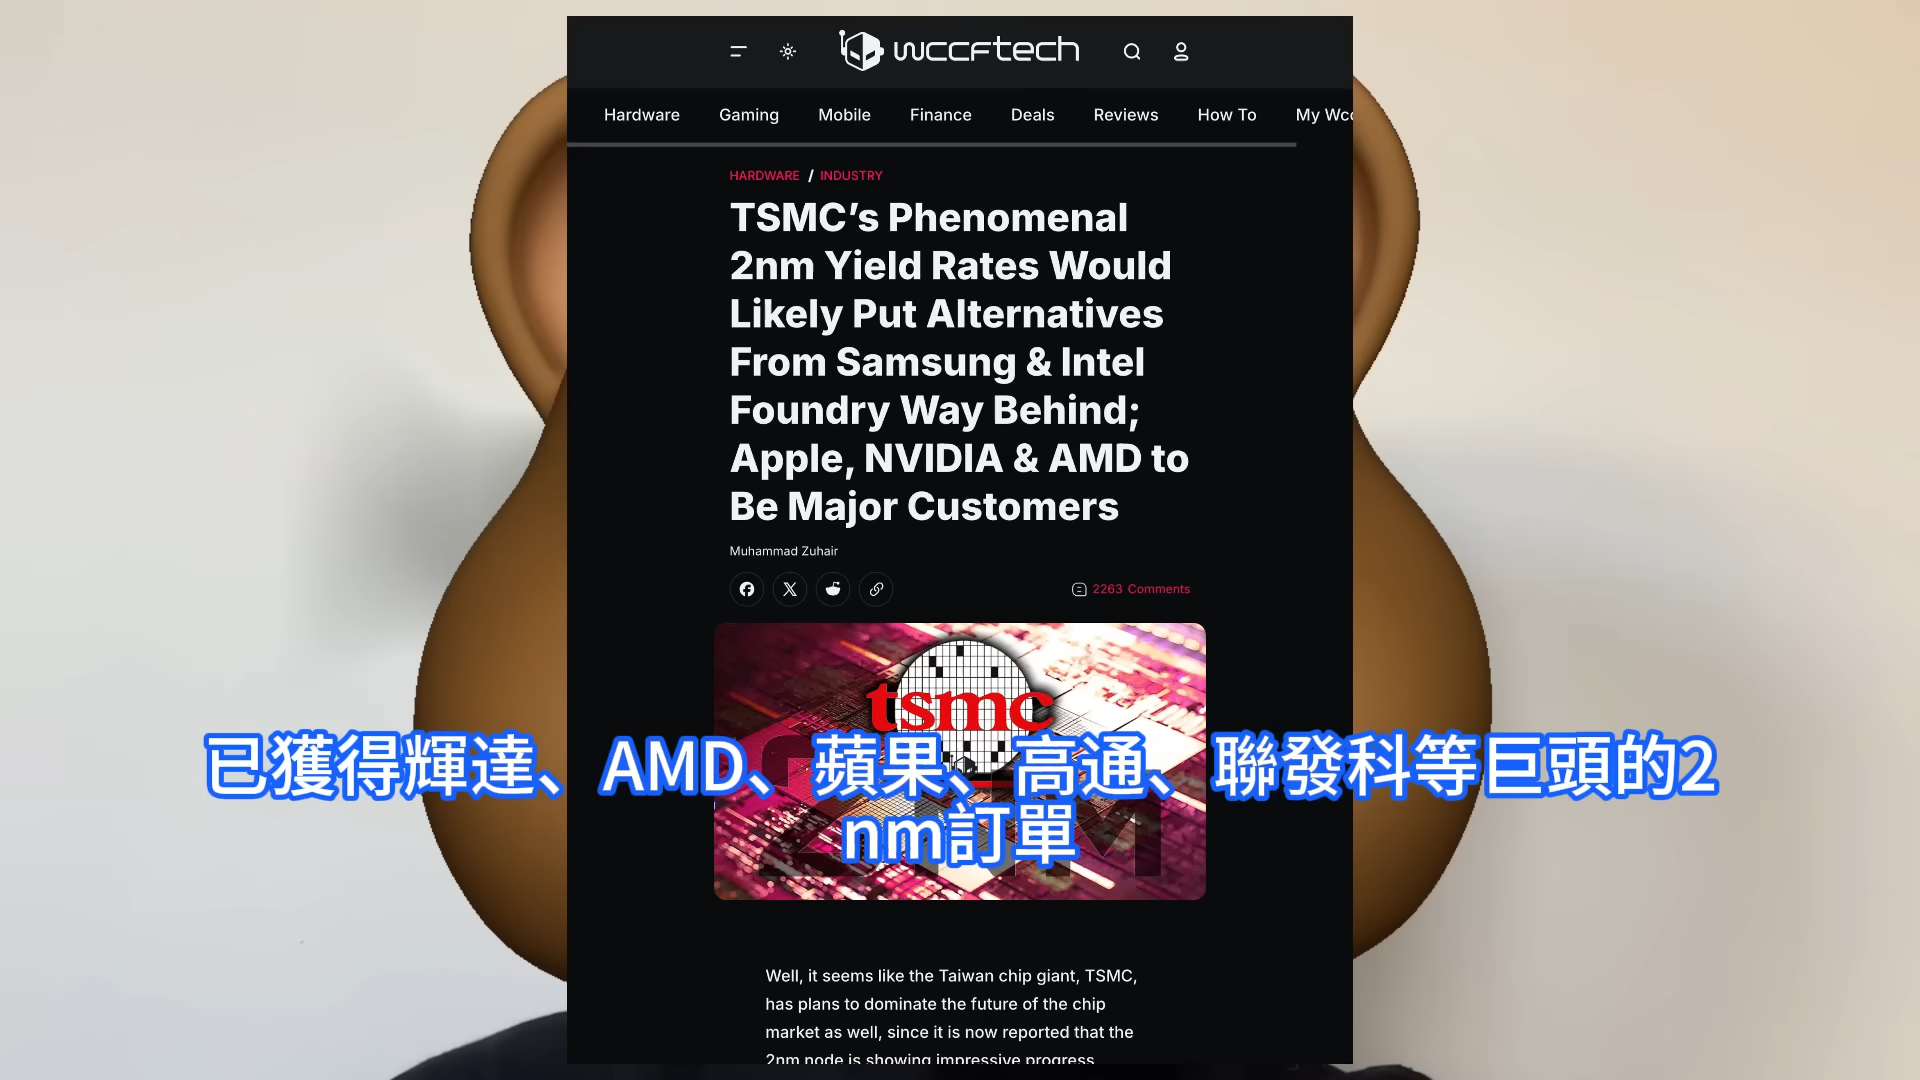 wccftech
Hardware Gaming Mobile Finance Deals Reviews How To My Wcc
HARDWARE / INDUSTRY
TSMC’s Phenomenal
2nm Yield Rates Would
Likely Put Alternatives
From Samsung & Intel
Foundry Way Behind;
Apple, NVIDIA & AMD to
Be Major Customers
Muhammad Zuhair
2263 Comments
tsmc
已獲得輝達、AMD、蘋果、高通、聯發科等巨頭的2
nm訂單
Well, it seems like the Taiwan chip giant, TSMC,
has plans to dominate the future of the chip
market as well, since it is now reported that the
2nm node is showing impressive progress